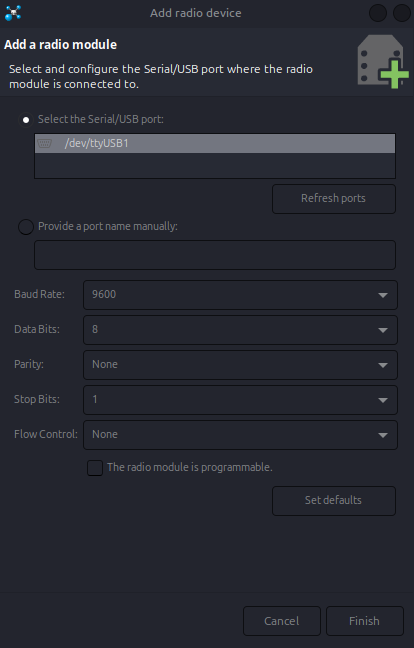 Add radio device
Add a radio module
Select and configure the Serial/USB port where the radio
module is connected to.
Select the Serial/USB port:
/dev/ttyUSB1
Refresh ports
Provide a port name manually:
Baud Rate: 9600
Data Bits: 8
Parity: None
Stop Bits: 1
Flow Control: None
The radio module is programmable.
Set defaults
Cancel Finish